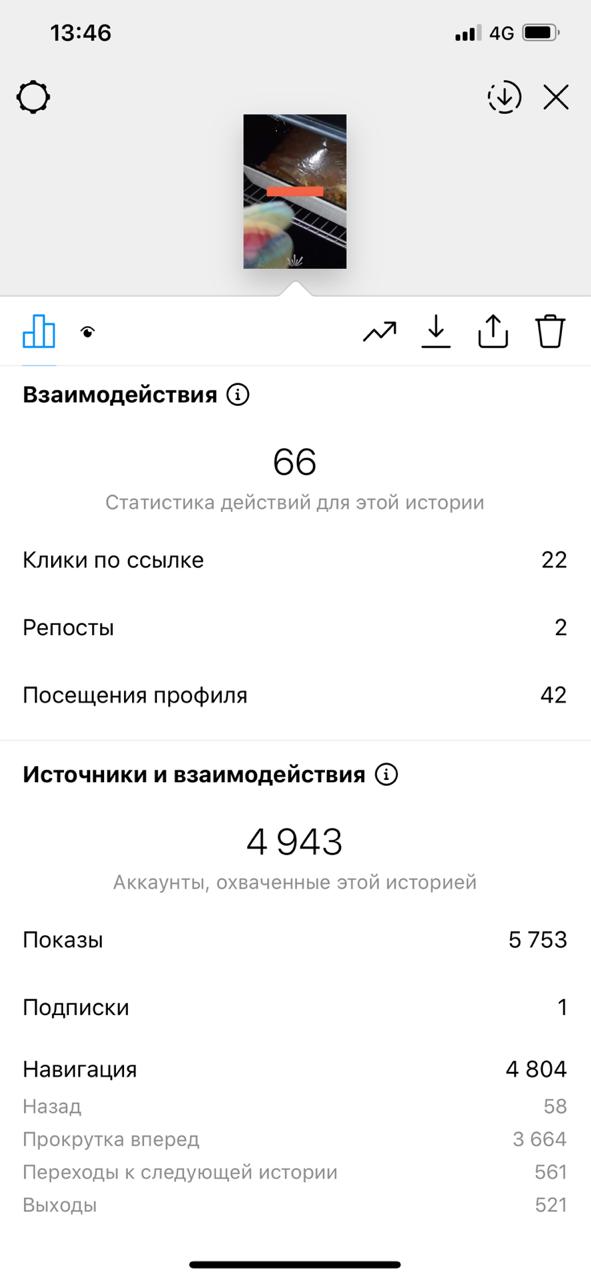 13:46
4G
Взаимодействия
66
Статистика действий для этой истории
Клики по ссылке 22
Репосты 2
Посещения профиля 42
Источники и взаимодействия
4 943
Аккаунты, охваченные этой историей
Показы 5 753
Подписки 1
Навигация 4 804
Назад 58
Прокрутка вперед 3 664
Переходы к следующей истории 561
Выходы 521